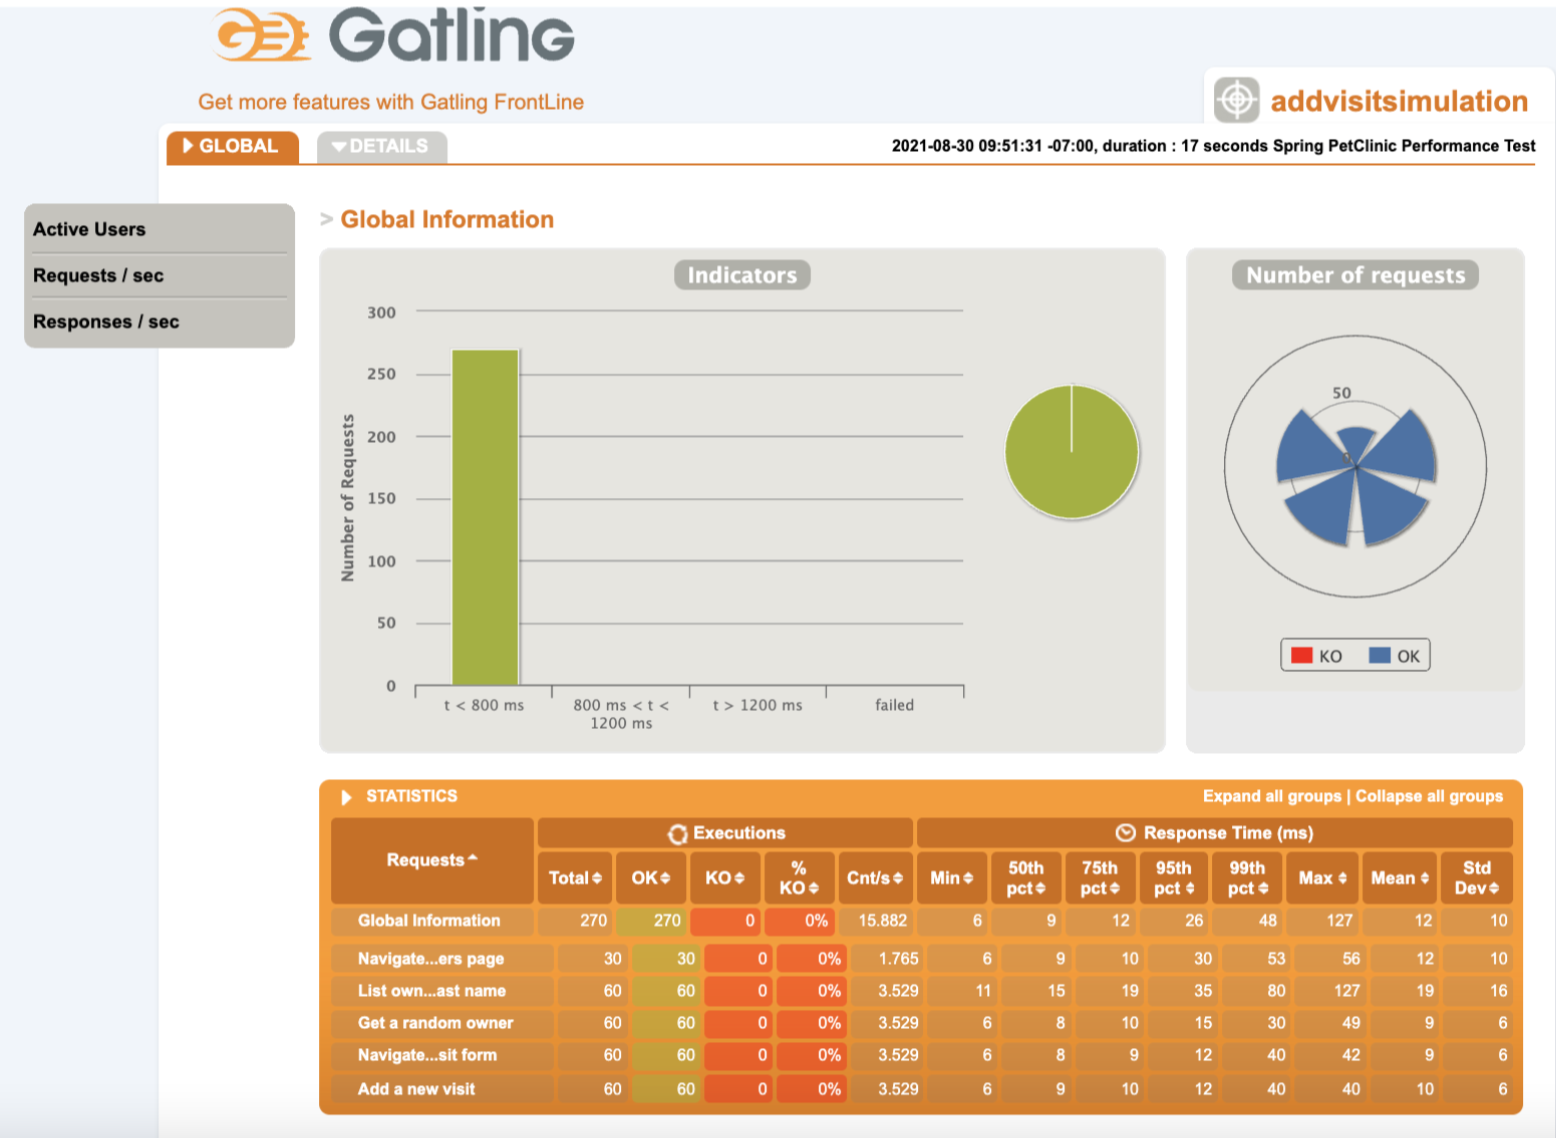 Gatling
Get more features with Gatling FrontLine
addvisitsimulation
GLOBAL
DETAILS
2021-08-30 09:51:31 -07:00, duration : 17 seconds Spring PetClinic Performance Test
Active Users
Requests / sec
Responses / sec
> Global Information
Indicators
Number of Requests
300
250
200
150
100
50
0
t < 800 ms
800 ms < t <
1200 ms
t > 1200 ms
failed
Number of requests
50
KO
OK
STATISTICS
Expand all groups | Collapse all groups
Requests
Executions
Response Time (ms)
Total OK KO % KO Cnt/s Min 50th pct 75th pct 95th pct 99th pct Max Mean Std Dev
Global Information 270 270 0 0% 15.882 6 9 12 26 48 127 12 10
Navigate...ers page 30 30 0 0% 1.765 6 9 10 30 53 56 12 10
List own...ast name 60 60 0 0% 3.529 11 15 19 35 80 127 19 16
Get a random owner 60 60 0 0% 3.529 6 8 10 15 30 49 9 6
Navigate...sit form 60 60 0 0% 3.529 6 8 9 12 40 42 9 6
Add a new visit 60 60 0 0% 3.529 6 9 10 12 40 40 10 6